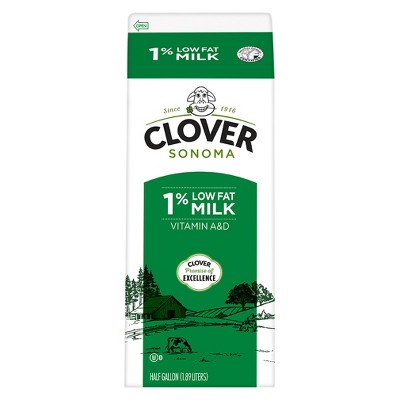 OPEN
1% LOW FAT
MILK
Since 1916
CLOVER
SONOMA
1% LOW FAT
MILK
VITAMIN A&D
CLOVER
Promise of
EXCELLENCE
HALF GALLON (1.89 LITERS)